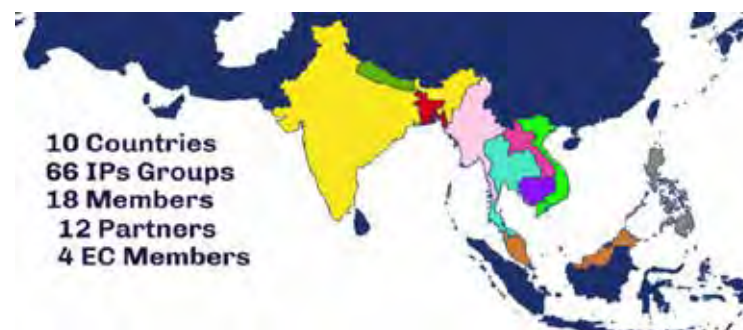 10 Countries
66 IPs Groups
18 Members
12 Partners
4 EC Members